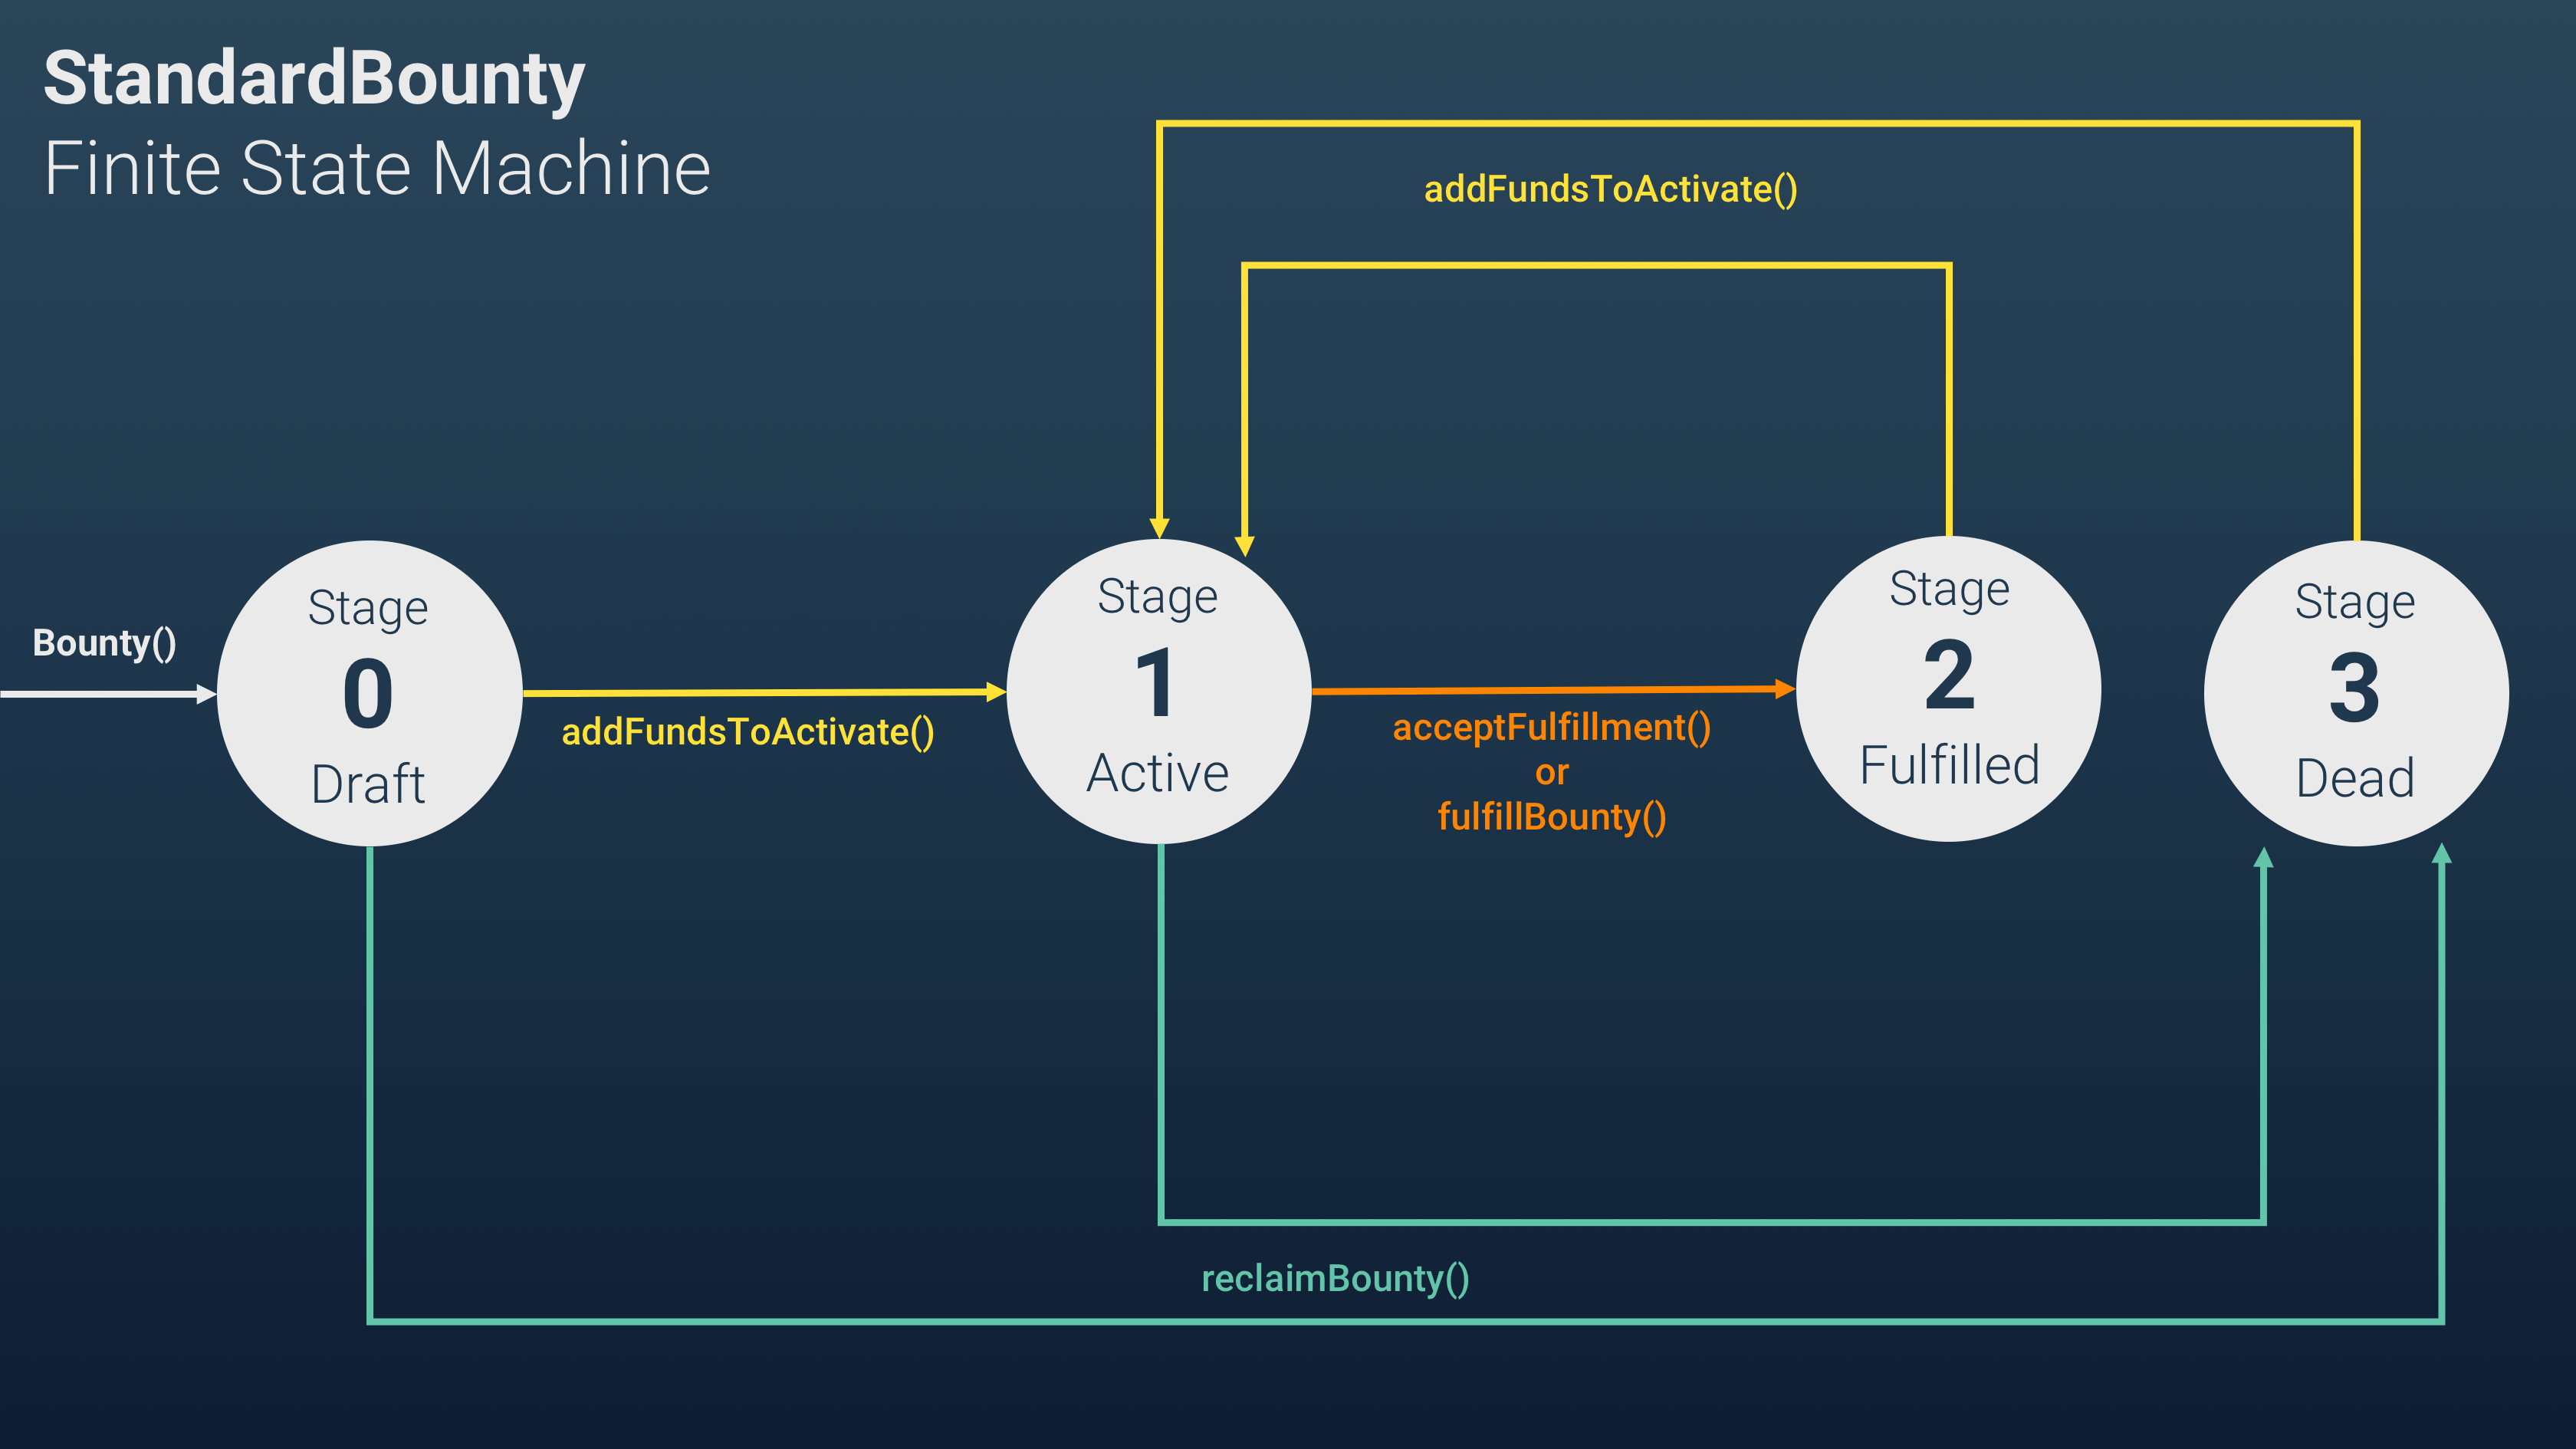 StandardBounty
Finite State Machine
addFundsToActivate()
Bounty()
Stage
0
Draft
addFundsToActivate()
Stage
1
Active
acceptFulfillment()
or
fulfillBounty()
Stage
2
Fulfilled
Stage
3
Dead
reclaimBounty()